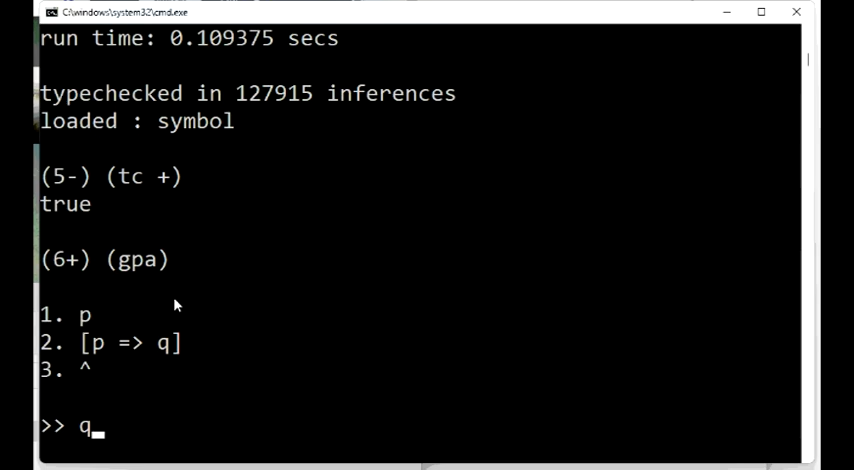 C:\windows\system32\cmd.exe
run time: 0.109375 secs
typechecked in 127915 inferences
loaded : symbol
(5-) (tc +)
true
(6+) (gpa)
1. p
2. [p => q]
3. ^
>> q_